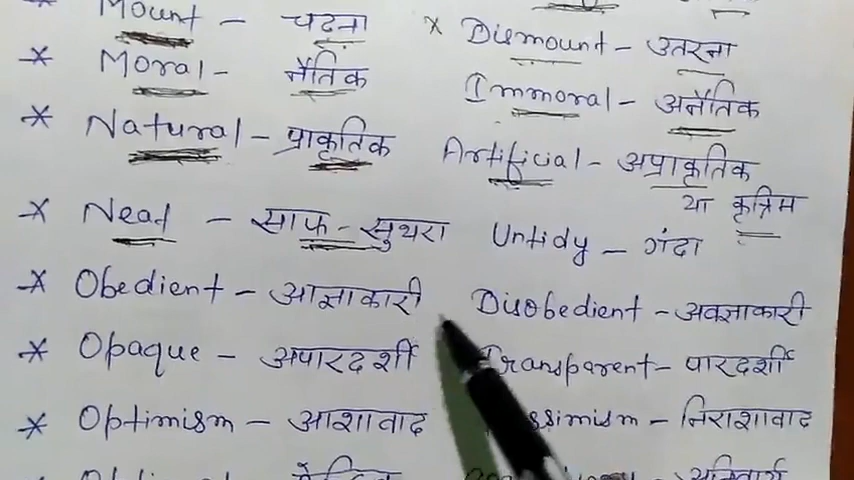 * Mount - चढना * Dismount - उतरना
* Moral - नैतिक Immoral - अनैतिक
* Natural - प्राकृतिक Artificial - अप्राकृतिक
या कृत्रिम
* Neat - साफ-सुथरा Untidy - गंदा
* Obedient - आज्ञाकारी Disobedient - अवज्ञाकारी
* Opaque - अपारदर्शी Transparent - पारदर्शी
* Optimism - आशावाद ssimism - निराशावाद